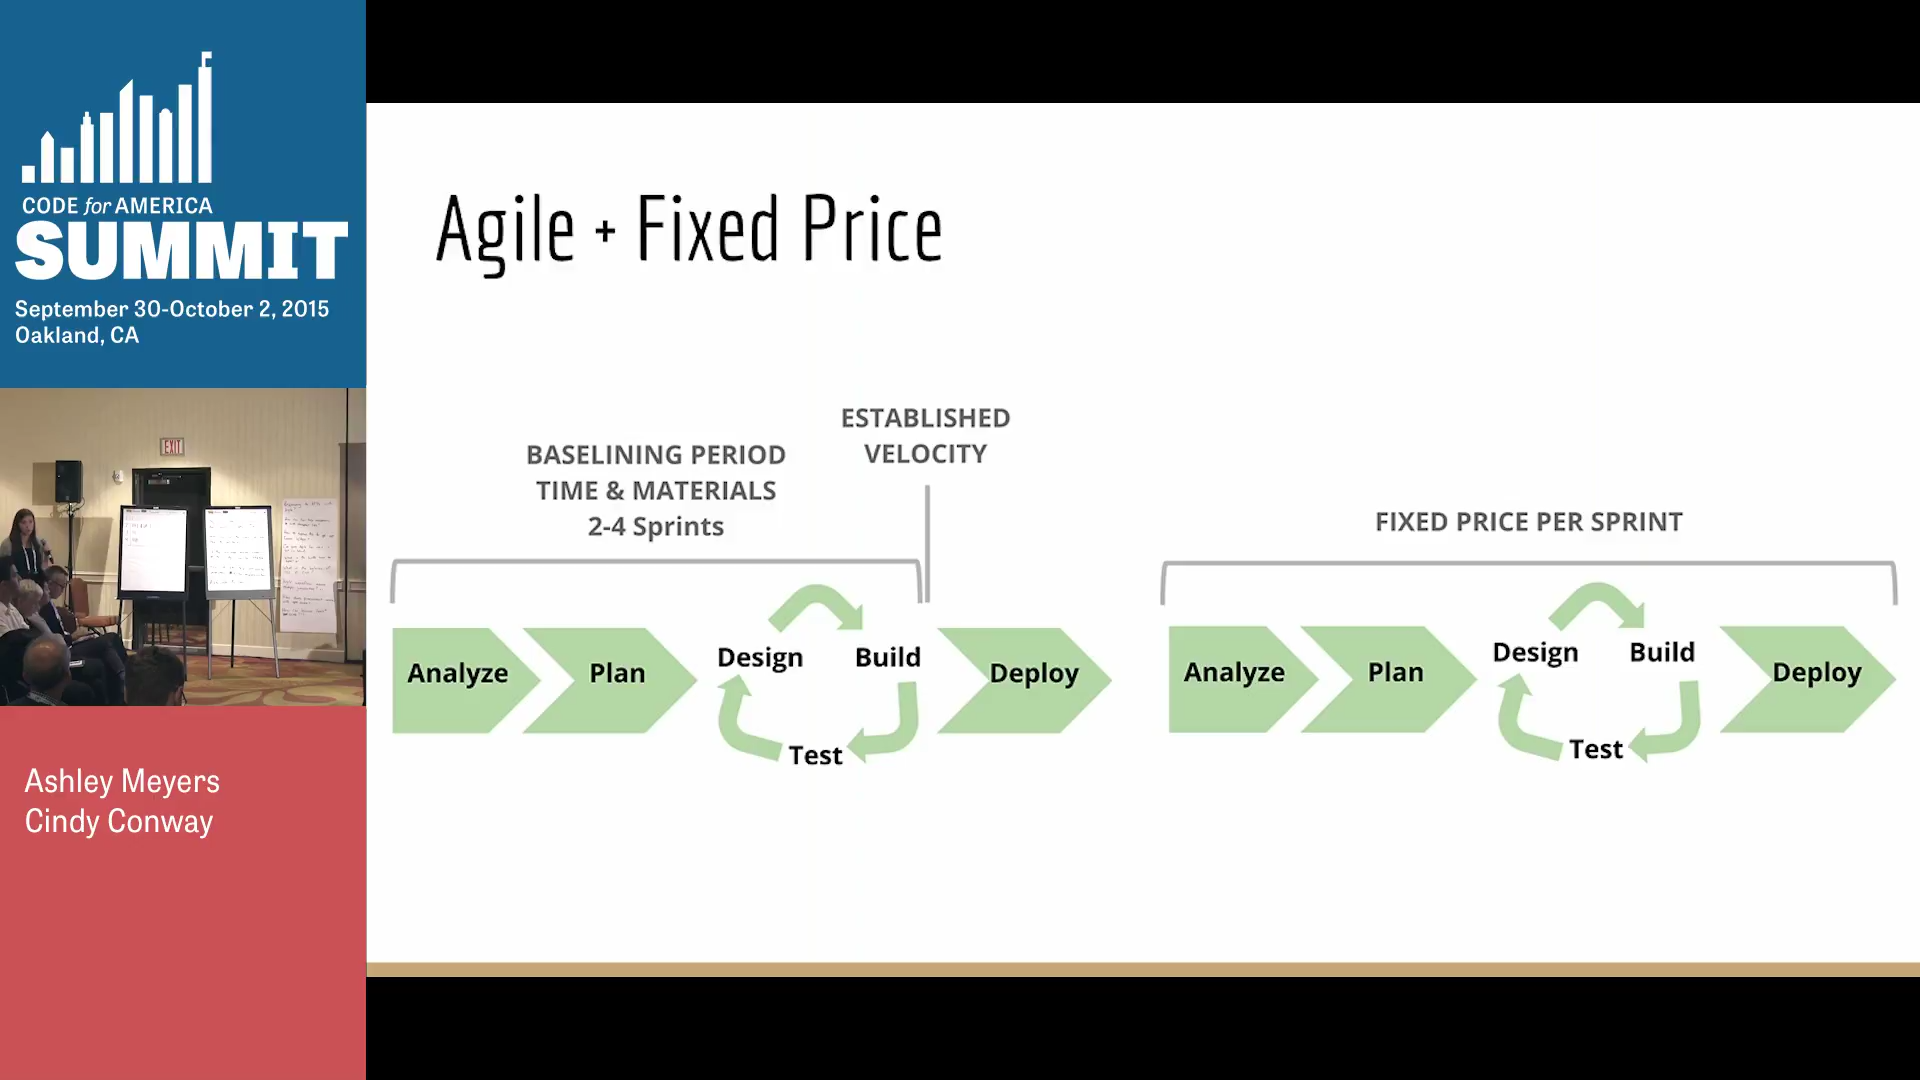 CODE for AMERICA
SUMMIT
September 30-October 2, 2015
Oakland, CA
EXIT
Ashley Meyers
Cindy Conway
Agile + Fixed Price
BASELINING PERIOD
TIME & MATERIALS
2-4 Sprints
ESTABLISHED
VELOCITY
FIXED PRICE PER SPRINT
Analyze
Plan
Design
Build
Test
Deploy
Analyze
Plan
Design
Build
Test
Deploy